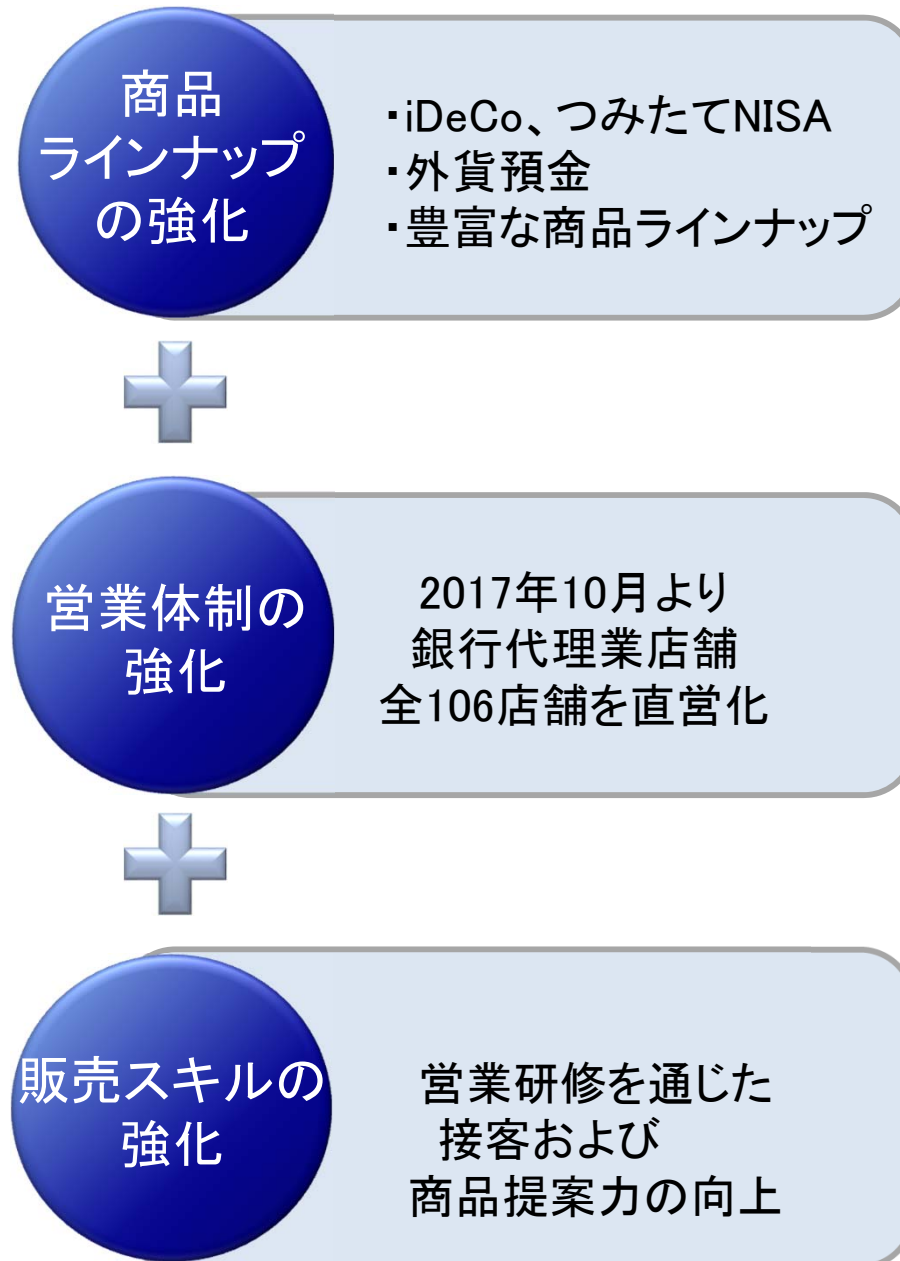 商品
ラインナップ
の強化
・iDeCo、つみたてNISA
・外貨預金
・豊富な商品ラインナップ
営業体制の
強化
2017年10月より
銀行代理業店舗
全106店舗を直営化
販売スキルの
強化
営業研修を通じた
接客および
商品提案力の向上